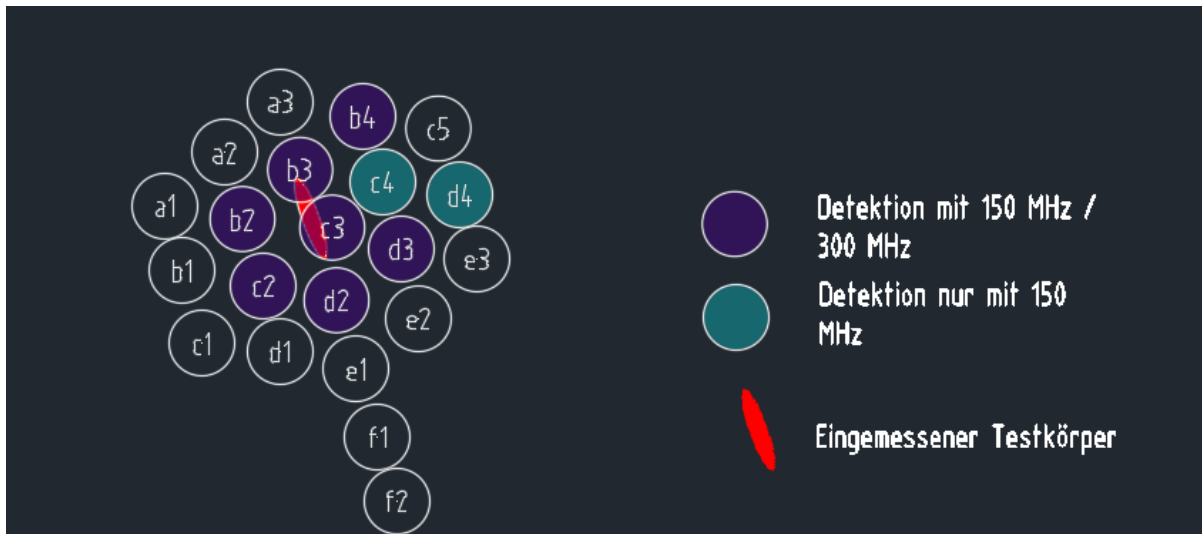 a3
b4
c5
a2
b3
c4
d4
a1
b2
c3
d3
e3
b1
c2
d2
e2
c1
d1
e1
f1
f2
Detektion mit 150 MHz /
300 MHz
Detektion nur mit 150
MHz
Eingemessener Testkörper